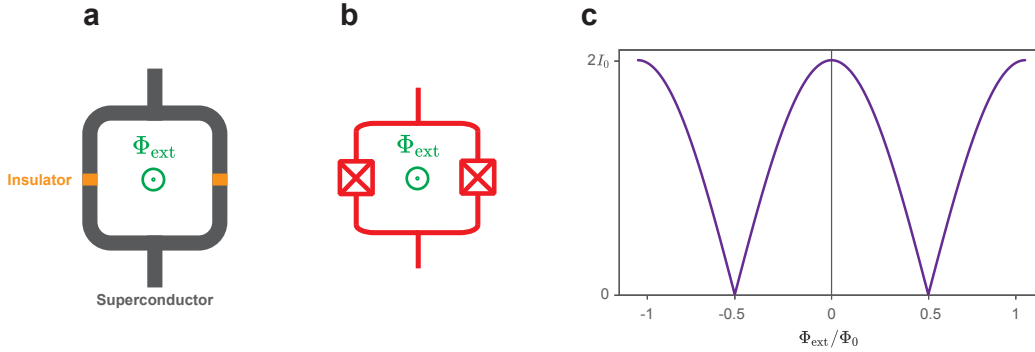 a
b
c
Φext
Insulator
Superconductor
Φext
2I0
0
-1
-0.5
0
0.5
1
Φext/Φ0